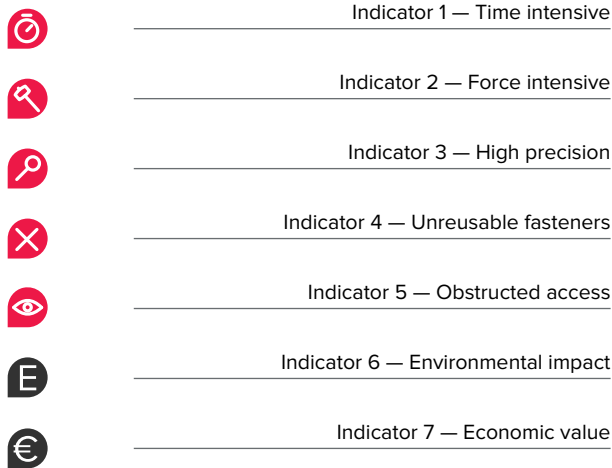 Indicator 1 — Time intensive
Indicator 2 — Force intensive
Indicator 3 — High precision
Indicator 4 — Unreusable fasteners
Indicator 5 — Obstructed access
E
Indicator 6 — Environmental impact
€
Indicator 7 — Economic value